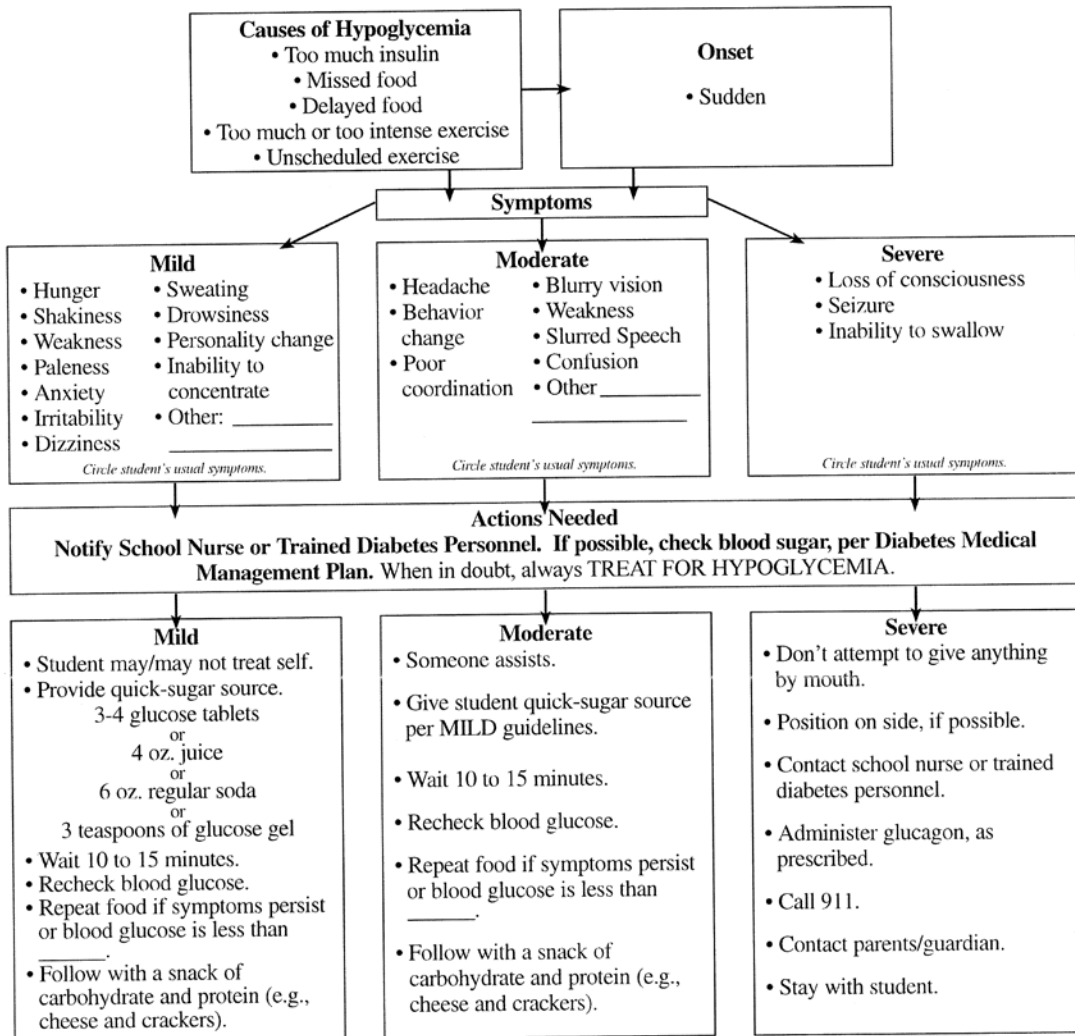 Causes of Hypoglycemia
• Too much insulin
• Missed food
• Delayed food
• Too much or too intense exercise
• Unscheduled exercise
Onset
• Sudden
Symptoms
Mild
• Hunger
• Shakiness
• Weakness
• Paleness
• Anxiety
• Irritability
• Dizziness
• Sweating
• Drowsiness
• Personality change
• Inability to
concentrate
• Other: ________
________
Circle student's usual symptoms.
Moderate
• Headache
• Behavior
change
• Poor
coordination
• Blurry vision
• Weakness
• Slurred Speech
• Confusion
• Other ________
________
Circle student's usual symptoms.
Severe
• Loss of consciousness
• Seizure
• Inability to swallow
Circle student's usual symptoms.
Actions Needed
Notify School Nurse or Trained Diabetes Personnel. If possible, check blood sugar, per Diabetes Medical
Management Plan. When in doubt, always TREAT FOR HYPOGLYCEMIA.
Mild
• Student may/may not treat self.
• Provide quick-sugar source.
3-4 glucose tablets
or
4 oz. juice
or
6 oz. regular soda
or
3 teaspoons of glucose gel
• Wait 10 to 15 minutes.
• Recheck blood glucose.
• Repeat food if symptoms persist
or blood glucose is less than
______.
• Follow with a snack of
carbohydrate and protein (e.g.,
cheese and crackers).
Moderate
• Someone assists.
• Give student quick-sugar source
per MILD guidelines.
• Wait 10 to 15 minutes.
• Recheck blood glucose.
• Repeat food if symptoms persist
or blood glucose is less than
______.
• Follow with a snack of
carbohydrate and protein (e.g.,
cheese and crackers).
Severe
• Don't attempt to give anything
by mouth.
• Position on side, if possible.
• Contact school nurse or trained
diabetes personnel.
• Administer glucagon, as
prescribed.
• Call 911.
• Contact parents/guardian.
• Stay with student.